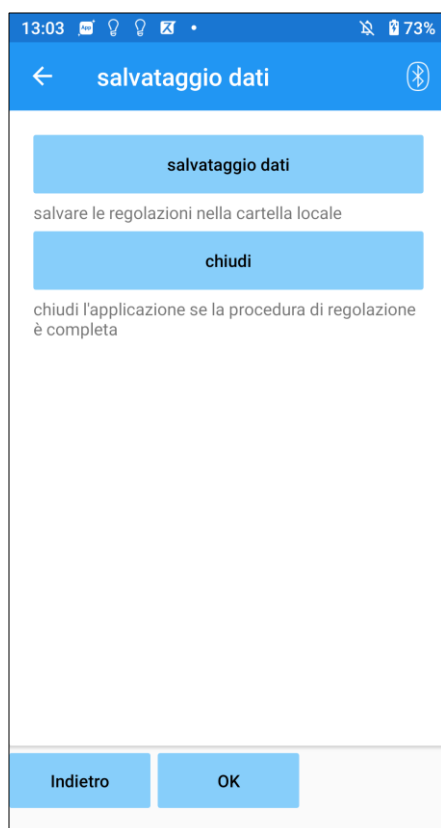 13:03 73%
salvataggio dati
salvataggio dati
salvare le regolazioni nella cartella locale
chiudi
chiudi l'applicazione se la procedura di regolazione
è completa
Indietro OK